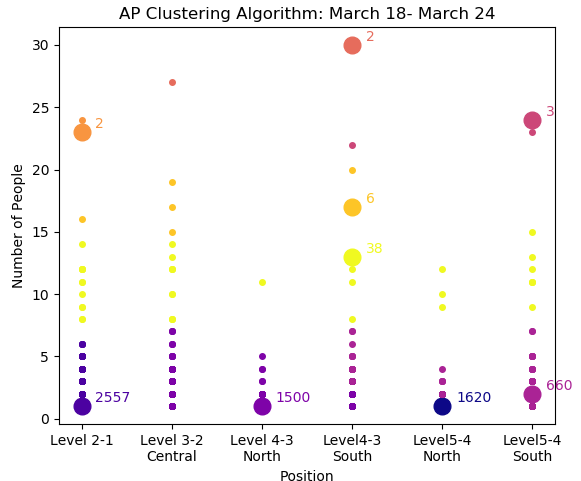 AP Clustering Algorithm: March 18- March 24
Number of People
30
25
20
15
10
5
0
2
2
3
6
38
2557
1500
1620
660
Level 2-1
Level 3-2
Central
Level 4-3
North
Level4-3
South
Level5-4
North
Level5-4
South
Position